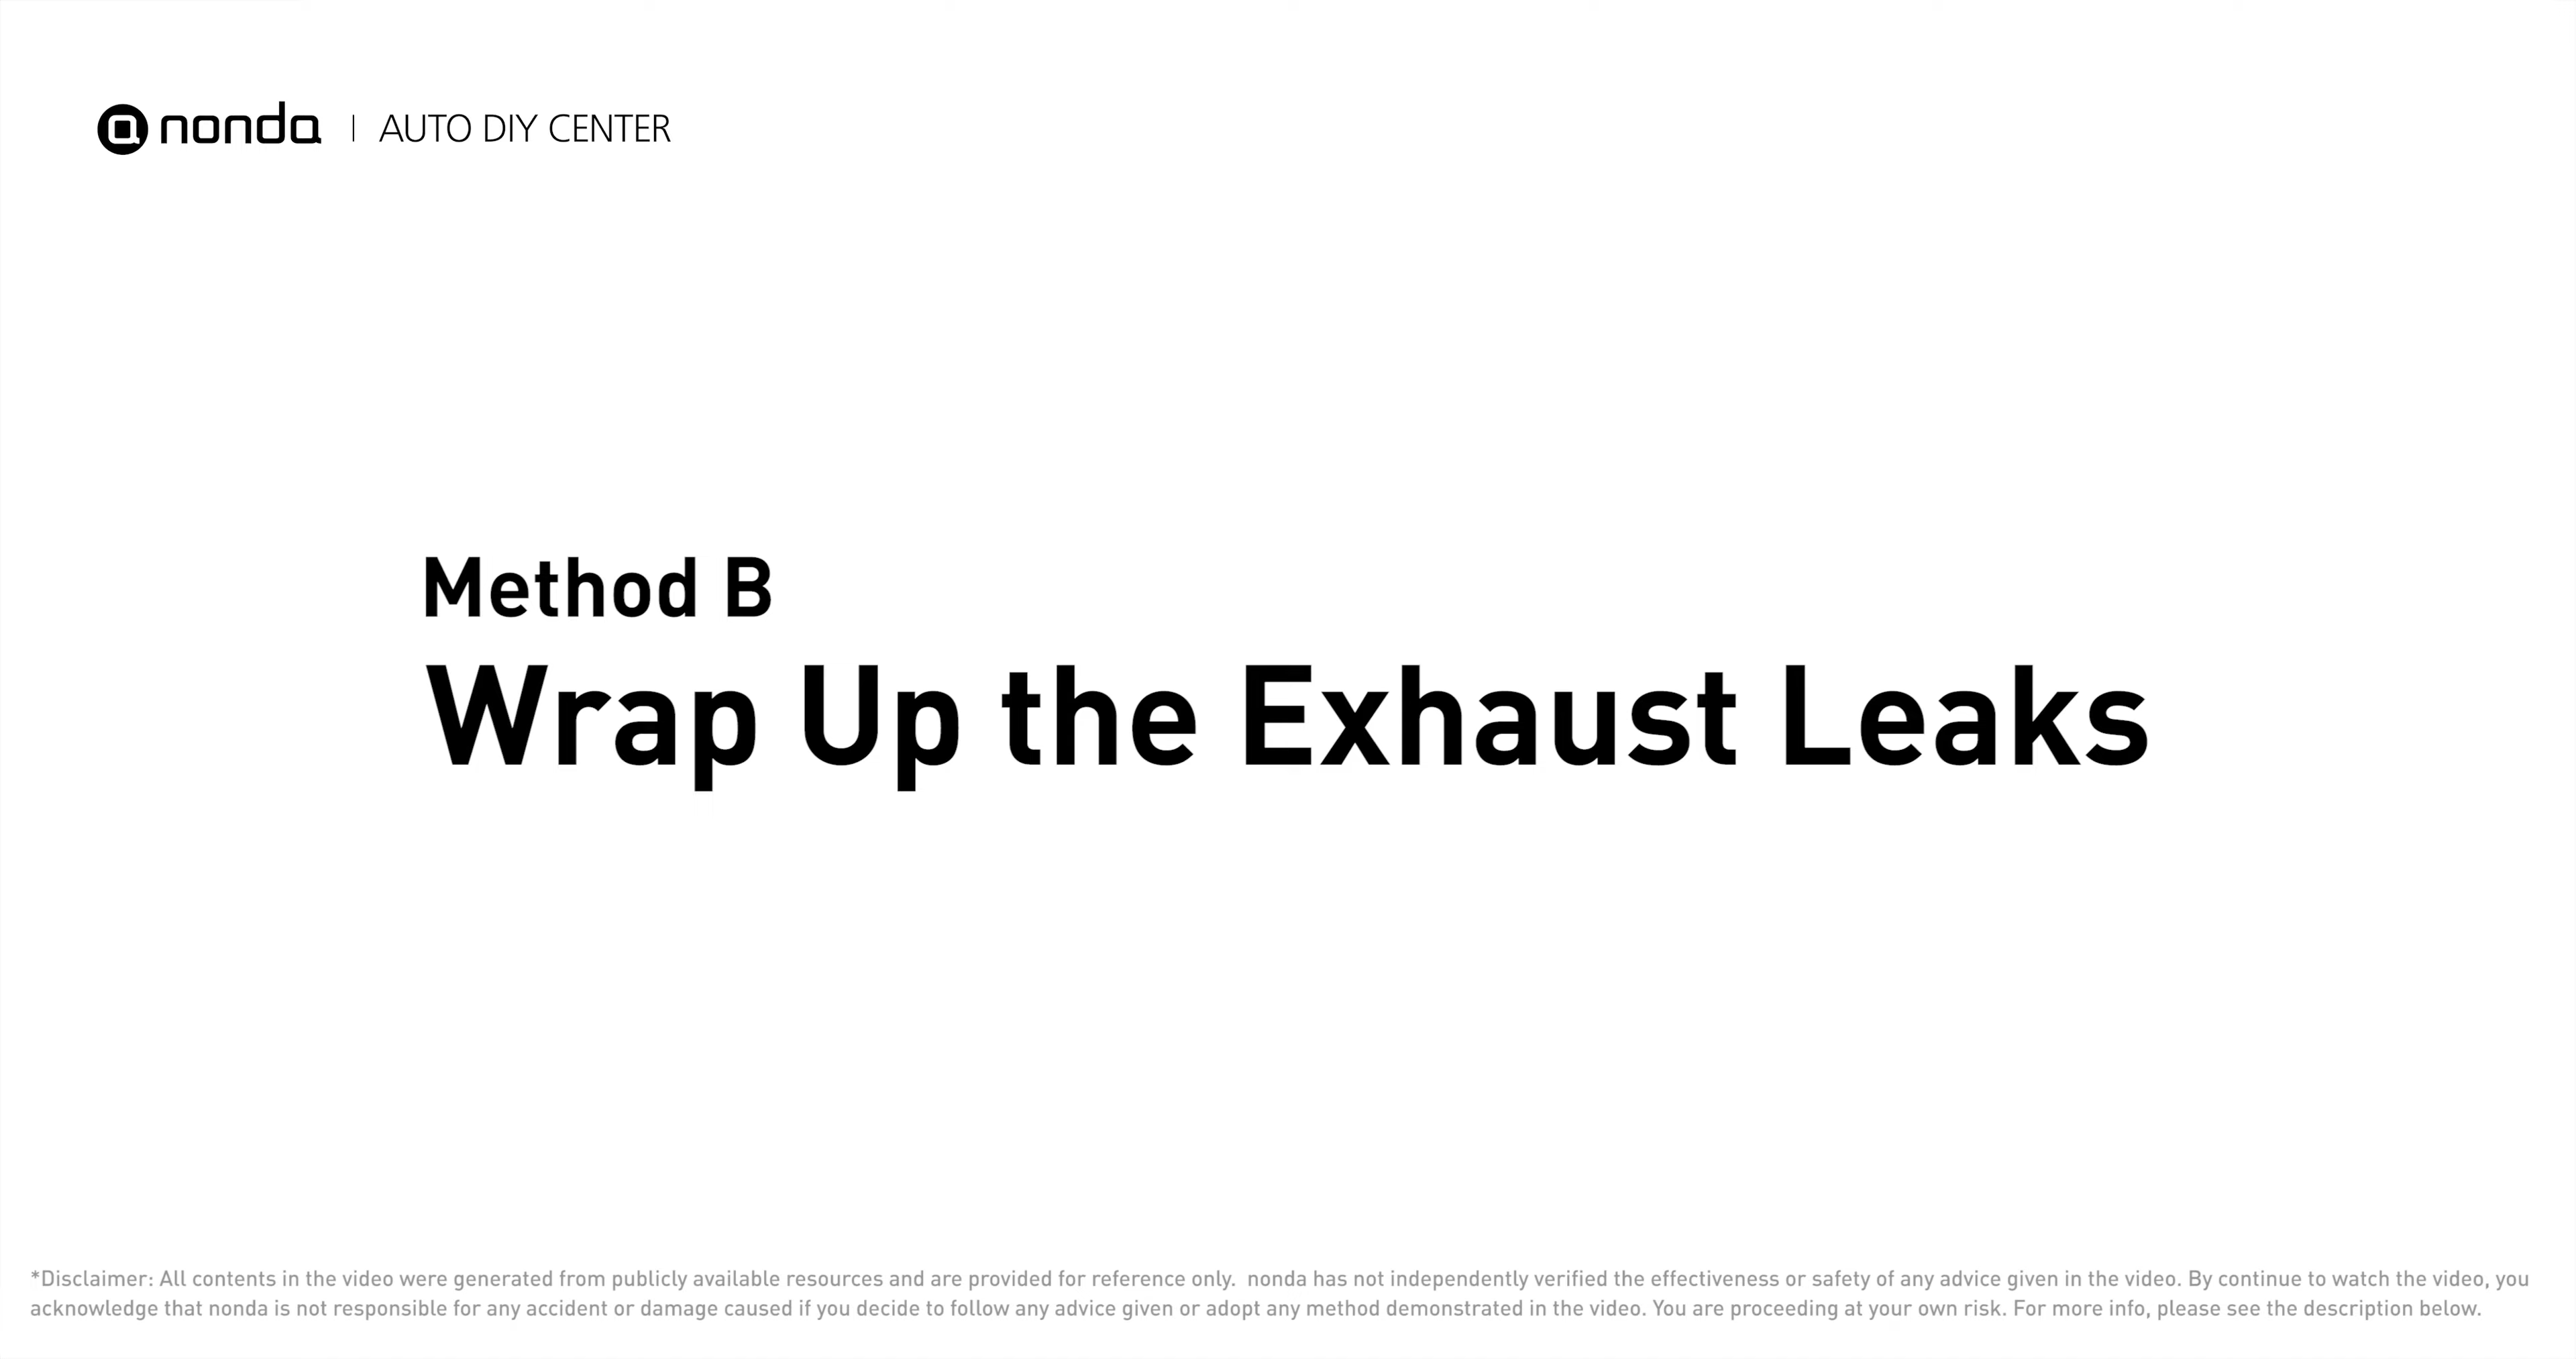 nonda | AUTO DIY CENTER
Method B
Wrap Up the Exhaust Leaks
*Disclaimer: All contents in the video were generated from publicly available resources and are provided for reference only. nonda has not independently verified the effectiveness or safety of any advice given in the video. By continue to watch the video, you
acknowledge that nonda is not responsible for any accident or damage caused if you decide to follow any advice given or adopt any method demonstrated in the video. You are proceeding at your own risk. For more info, please see the description below.